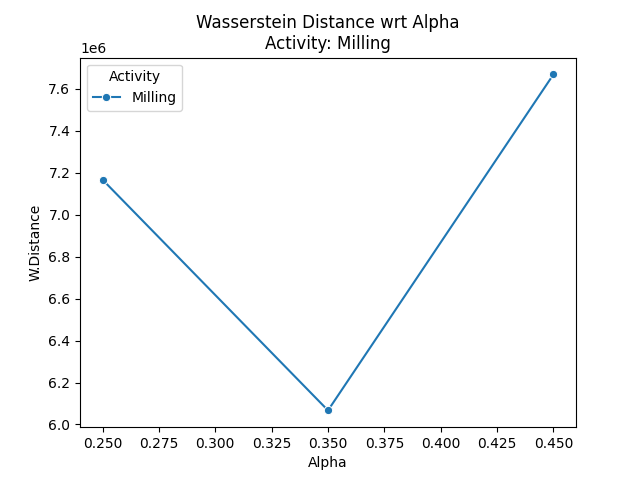 Wasserstein Distance wrt Alpha
Activity: Milling
1e6
Activity
Milling
7.6
7.4
7.2
7.0
6.8
6.6
6.4
6.2
6.0
W.Distance
0.250 0.275 0.300 0.325 0.350 0.375 0.400 0.425 0.450
Alpha